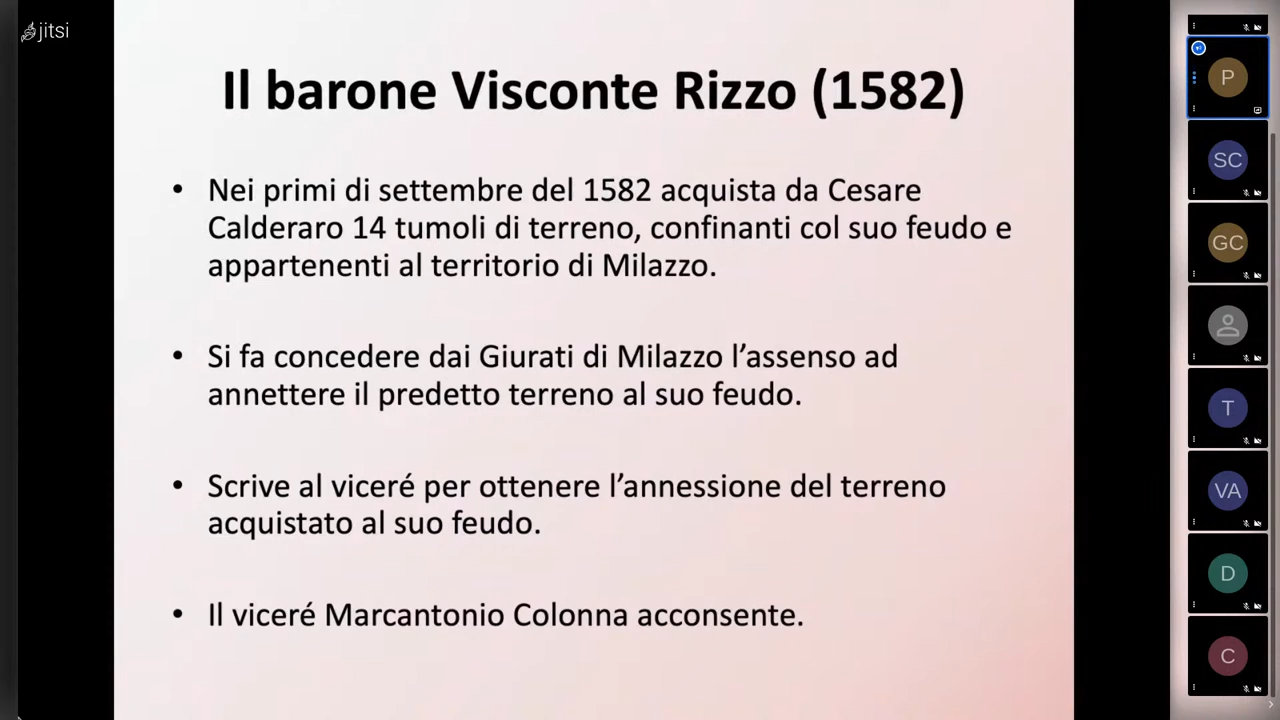 jitsi
Il barone Visconte Rizzo (1582)
• Nei primi di settembre del 1582 acquista da Cesare
Calderaro 14 tumoli di terreno, confinanti col suo feudo e
appartenenti al territorio di Milazzo.
• Si fa concedere dai Giurati di Milazzo l’assenso ad
annettere il predetto terreno al suo feudo.
• Scrive al viceré per ottenere l’annessione del terreno
acquistato al suo feudo.
• Il viceré Marcantonio Colonna acconsente.
P
SC
GC
T
VA
D
C